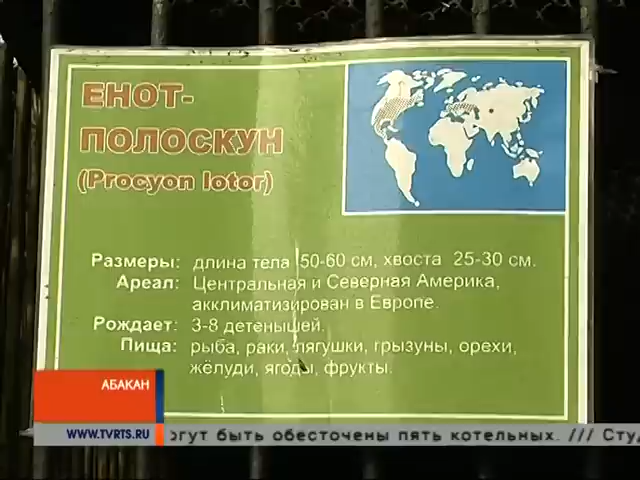 ЕНОТ-
ПОЛОСКУН
(Procyon lotor)
Размеры: длина тела 50-60 см, хвоста 25-30 см.
Ареал: Центральная и Северная Америка,
акклиматизирован в Европе.
Рождает: 3-8 детенышей.
Пища: рыба, раки, лягушки, грызуны, орехи,
жёлуди, ягоды, фрукты.
АБАКАН
WWW.TVRTS.RU
огут быть обесточены пять котельных. /// Студ